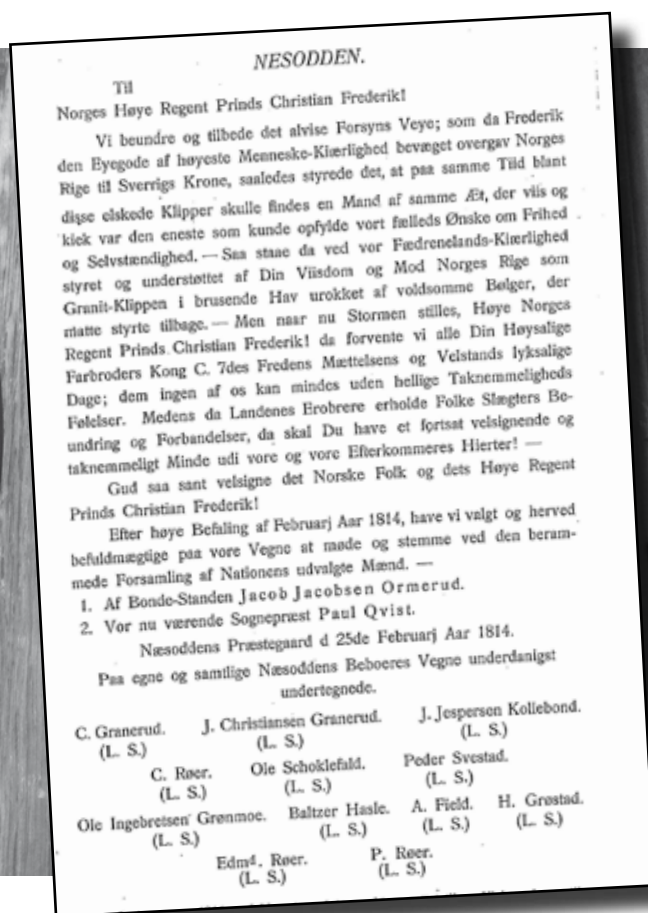 NESODDEN.
Til
Norges Høye Regent Prinds Christian Frederik!
Vi beundre og tilbede det alvise Forsyns Veye; som da Frederik
den Eyegode af høyeste Menneske-Kiærlighed bevæget overgav Norges
Rige til Sverrigs Krone, saaledes styrede det, at paa samme Tiid blant
disse elskede Klipper skulle findes en Mand af samme Æt, der viis og
kiek var den eneste som kunde opfylde vort fælleds Ønske om Frihed
og Selvstændighed. — Saa staae da ved vor Fædrenelands-Kiærlighed
styret og understøttet af Din Viisdom og Mod Norges Rige som
Granit-Klippen i brusende Hav urokket af voldsomme Bølger, der
matte styrte tilbage. — Men naar nu Stormen stilles, Høye Norges
Regent Prinds Christian Frederik! da forvente vi alle Din Høysalige
Farbroders Kong C. 7des Fredens Mættelsens og Velstands lyksalige
Dage; dem ingen af os kan mindes uden hellige Taknemmeligheds
Følelser. Medens da Landenes Erobrere erholde Folke Slægters Be-
undring og Forbandelser, da skal Du have et fortsat velsignende og
taknemmeligt Minde udi vore og vore Efterkommeres Hierter! —
Gud saa sant velsigne det Norske Folk og dets Høye Regent
Prinds Christian Frederik!
Efter høye Befaling af Februarj Aar 1814, have vi valgt og herved
befuldmægtige paa vore Vegne at møde og stemme ved den beram-
mede Forsamling af Nationens udvalgte Mænd. —
1. Af Bonde-Standen Jacob Jacobsen Ormerud.
2. Vor nu værende Sognepræst Paul Qvist.
Næsoddens Præstegaard d 25de Februarj Aar 1814.
Paa egne og samtlige Næsoddens Beboeres Vegne underdanigst
undertegnede.
C. Granerud. J. Christiansen Granerud. J. Jespersen Kollebond.
(L. S.) (L. S.) (L. S.)
C. Røer. Ole Schoklefald. Peder Svestad.
(L. S.) (L. S.) (L. S.)
Ole Ingebretsen Grønmoe. Baltzer Hasle. A. Field. H. Grøstad.
(L. S.) (L. S.) (L. S.) (L. S.)
Edmd. Røer. P. Røer.
(L. S.) (L. S.)